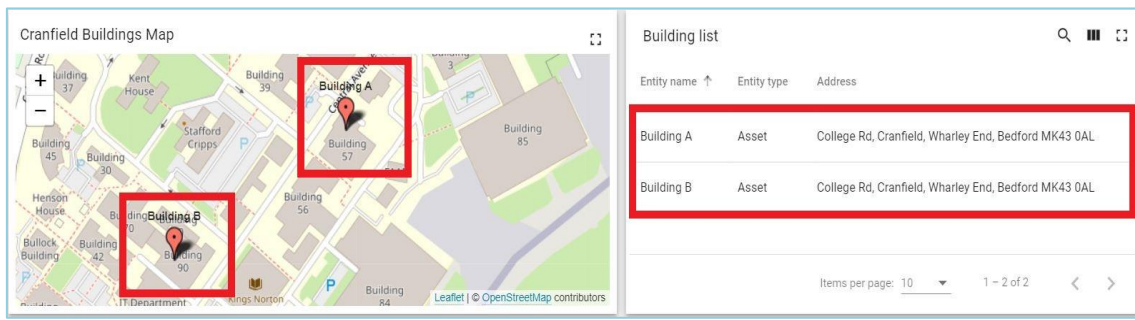 Cranfield Buildings Map
+
−
Building
37
Kent
House
Building
39
Building A
3
Building
57
Building
85
Stafford
Cripps
P
P
P
Building
45
Building
30
Henson
House
Building B
70
Building
56
Bullock
Building
Building
42
Building
90
IT Department
Kings Norton
P
Building
84
Leaflet | © OpenStreetMap contributors
Building list
Entity name ↑ Entity type Address
Building A Asset College Rd, Cranfield, Wharley End, Bedford MK43 0AL
Building B Asset College Rd, Cranfield, Wharley End, Bedford MK43 0AL
Items per page: 10 1 – 2 of 2